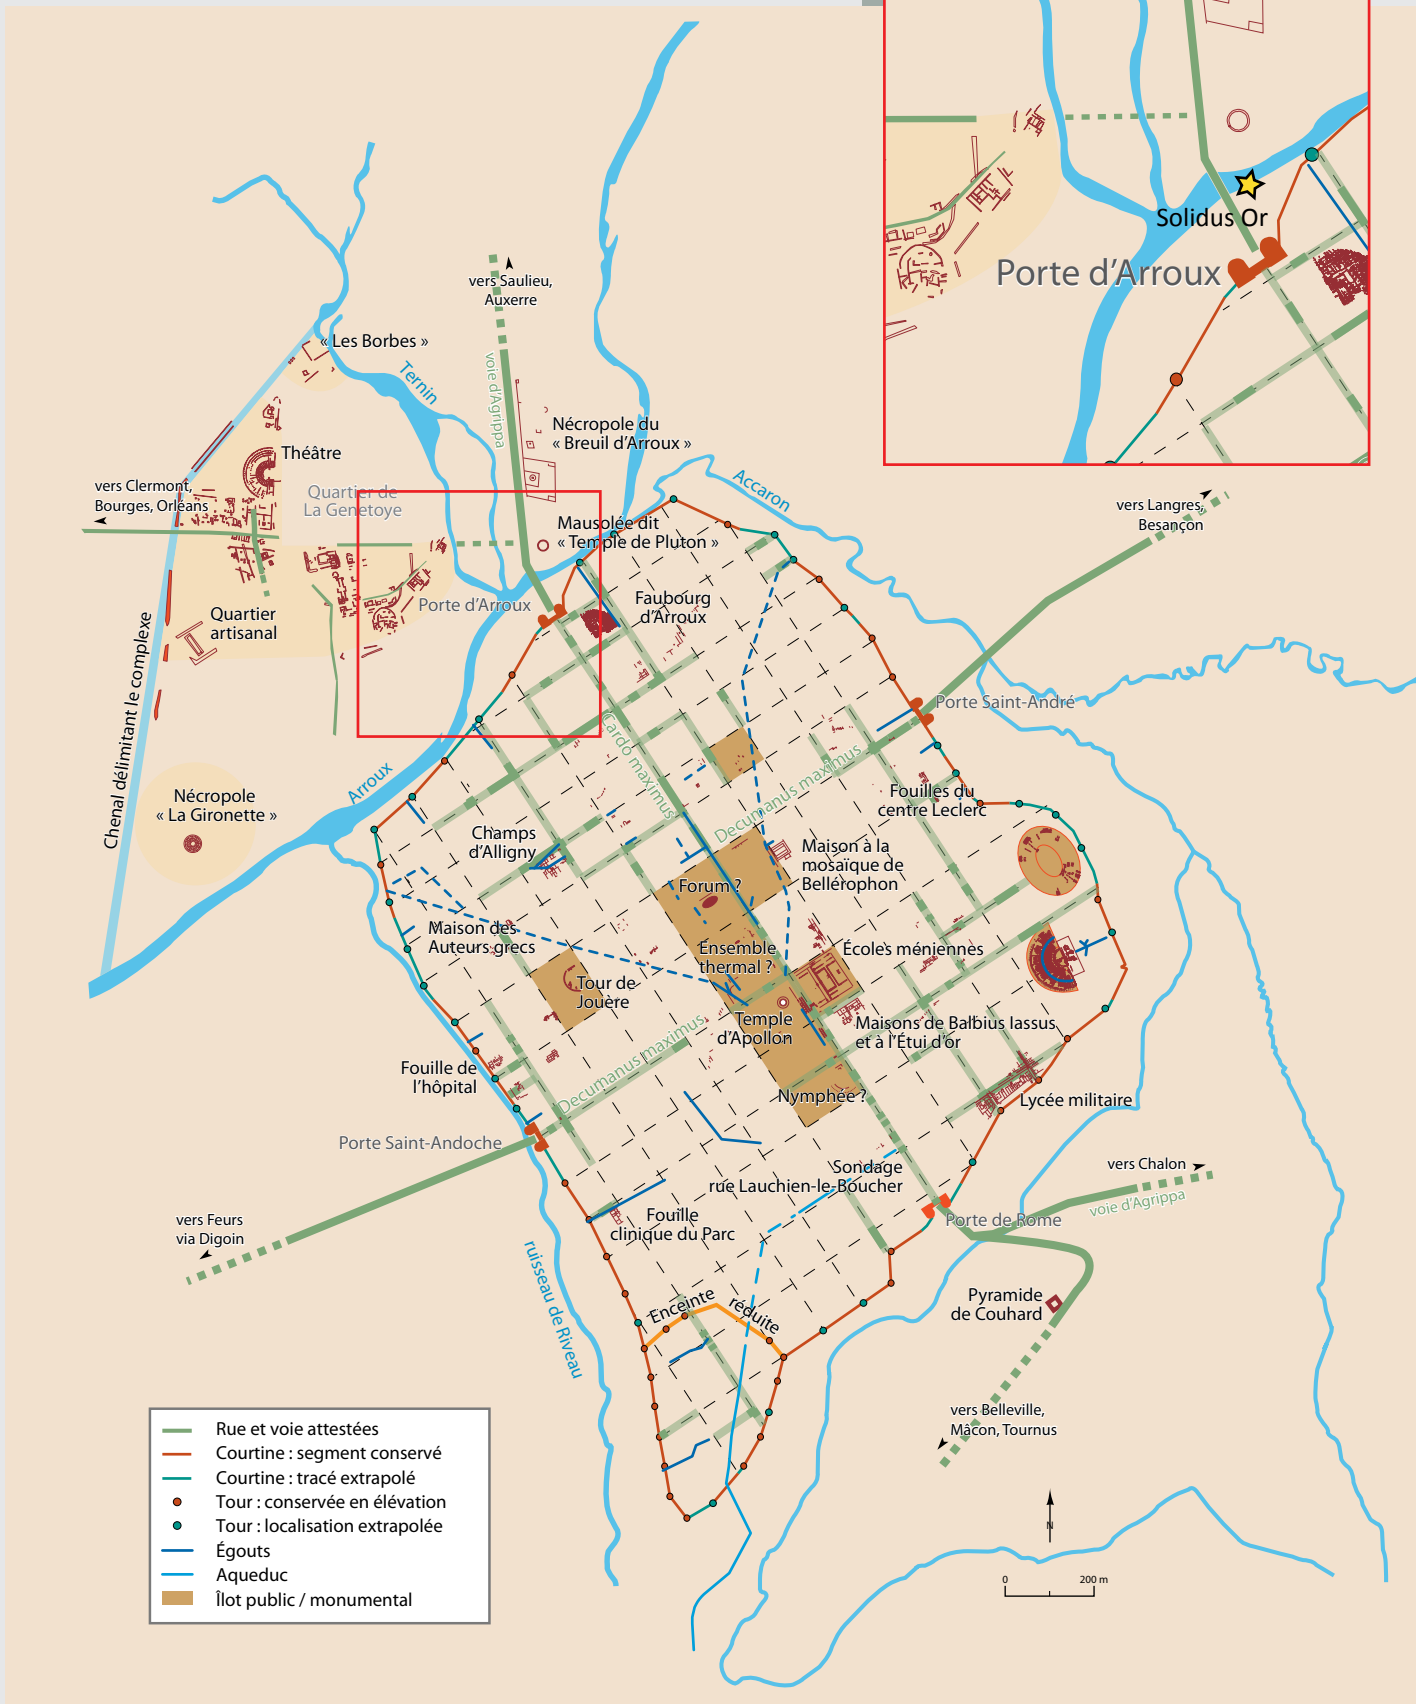 Solidus Or
Porte d’Arroux
vers Saulieu,
Auxerre
« Les Borbes »
Ternin
voie d’Agrippa
Nécropole du
« Breuil d’Arroux »
Théâtre
Accaron
vers Clermont,
Bourges, Orléans
Quartier de
La Genetoye
vers Langres,
Besançon
Mausolée dit
« Temple de Pluton »
Porte d’Arroux
Faubourg
d’Arroux
Quartier
artisanal
Chenal délimitant le complexe
Porte Saint-André
Cardo maximus
Decumanus maximus
Arroux
Nécropole
« La Gironette »
Fouilles du
centre Leclerc
Champs
d’Alligny
Maison à la
mosaïque de
Bellérophon
Forum ?
Maison des
Auteurs grecs
Ensemble
thermal ?
Écoles méniennes
Tour de
Jouère
Temple
d’Apollon
Maisons de Balbius Iassus
et à l’Étui d’or
Decumanus maximus
Fouille de
l’hôpital
Nymphée ?
Lycée militaire
Porte Saint-Andoche
Sondage
rue Lauchien-le-Boucher
vers Chalon
voie d’Agrippa
vers Feurs
via Digoin
Fouille
clinique du Parc
Porte de Rome
ruisseau de Riveau
Enceinte réduite
Pyramide
de Couhard
vers Belleville,
Mâcon, Tournus
Rue et voie attestées
Courtine : segment conservé
Courtine : tracé extrapolé
Tour : conservée en élévation
Tour : localisation extrapolée
Égouts
Aqueduc
Îlot public / monumental
N
0 200 m